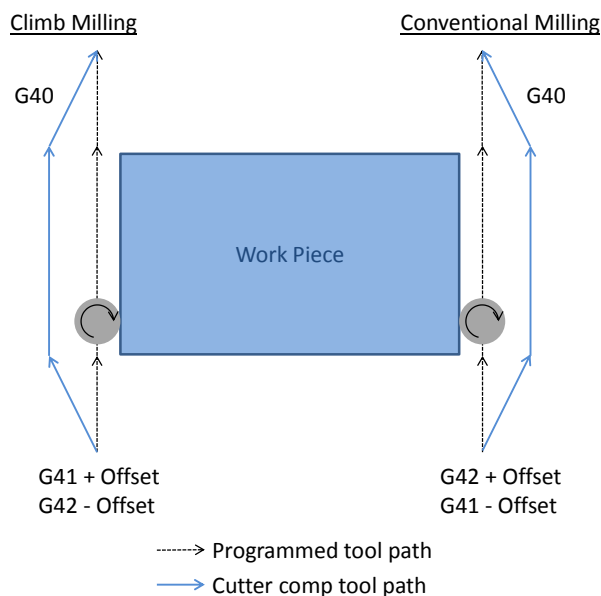 Climb Milling
Conventional Milling
G40
G40
Work Piece
G41 + Offset
G42 - Offset
G42 + Offset
G41 - Offset
Programmed tool path
Cutter comp tool path